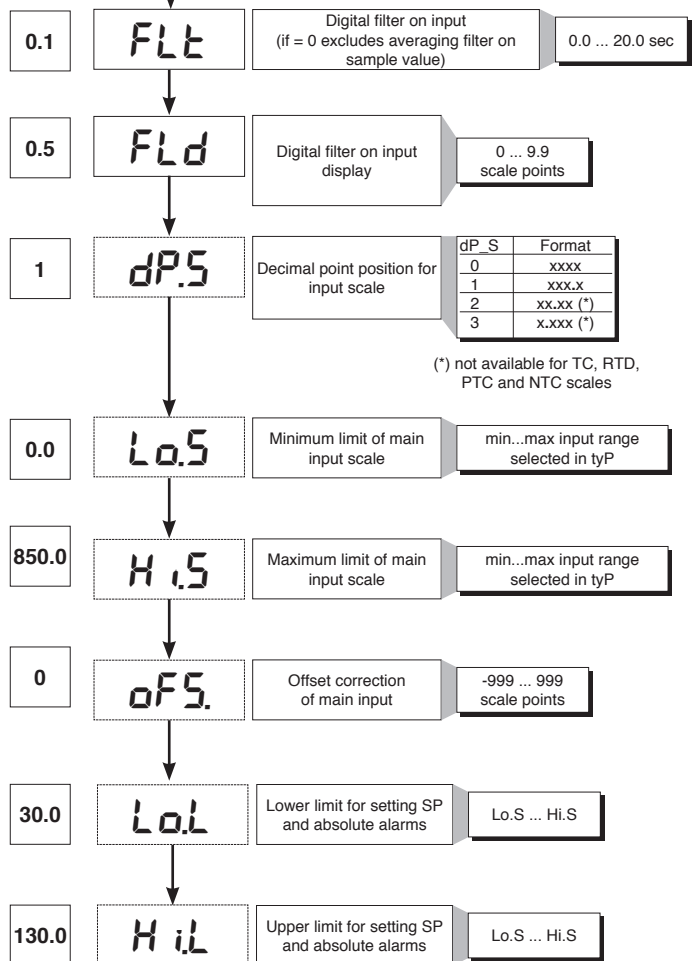 0.1
FLt
Digital filter on input
(if = 0 excludes averaging filter on
sample value)
0.0 ... 20.0 sec
0.5
FLd
Digital filter on input
display
0 ... 9.9
scale points
1
dP.S
Decimal point position for
input scale
dP_S Format
0 xxxx
1 xxx.x
2 xx.xx (*)
3 x.xxx (*)
(*) not available for TC, RTD,
PTC and NTC scales
0.0
Lo.S
Minimum limit of main
input scale
min...max input range
selected in tyP
850.0
Hi.S
Maximum limit of main
input scale
min...max input range
selected in tyP
0
oFS.
Offset correction
of main input
-999 ... 999
scale points
30.0
Lo.L
Lower limit for setting SP
and absolute alarms
Lo.S ... Hi.S
130.0
Hi.L
Upper limit for setting SP
and absolute alarms
Lo.S ... Hi.S